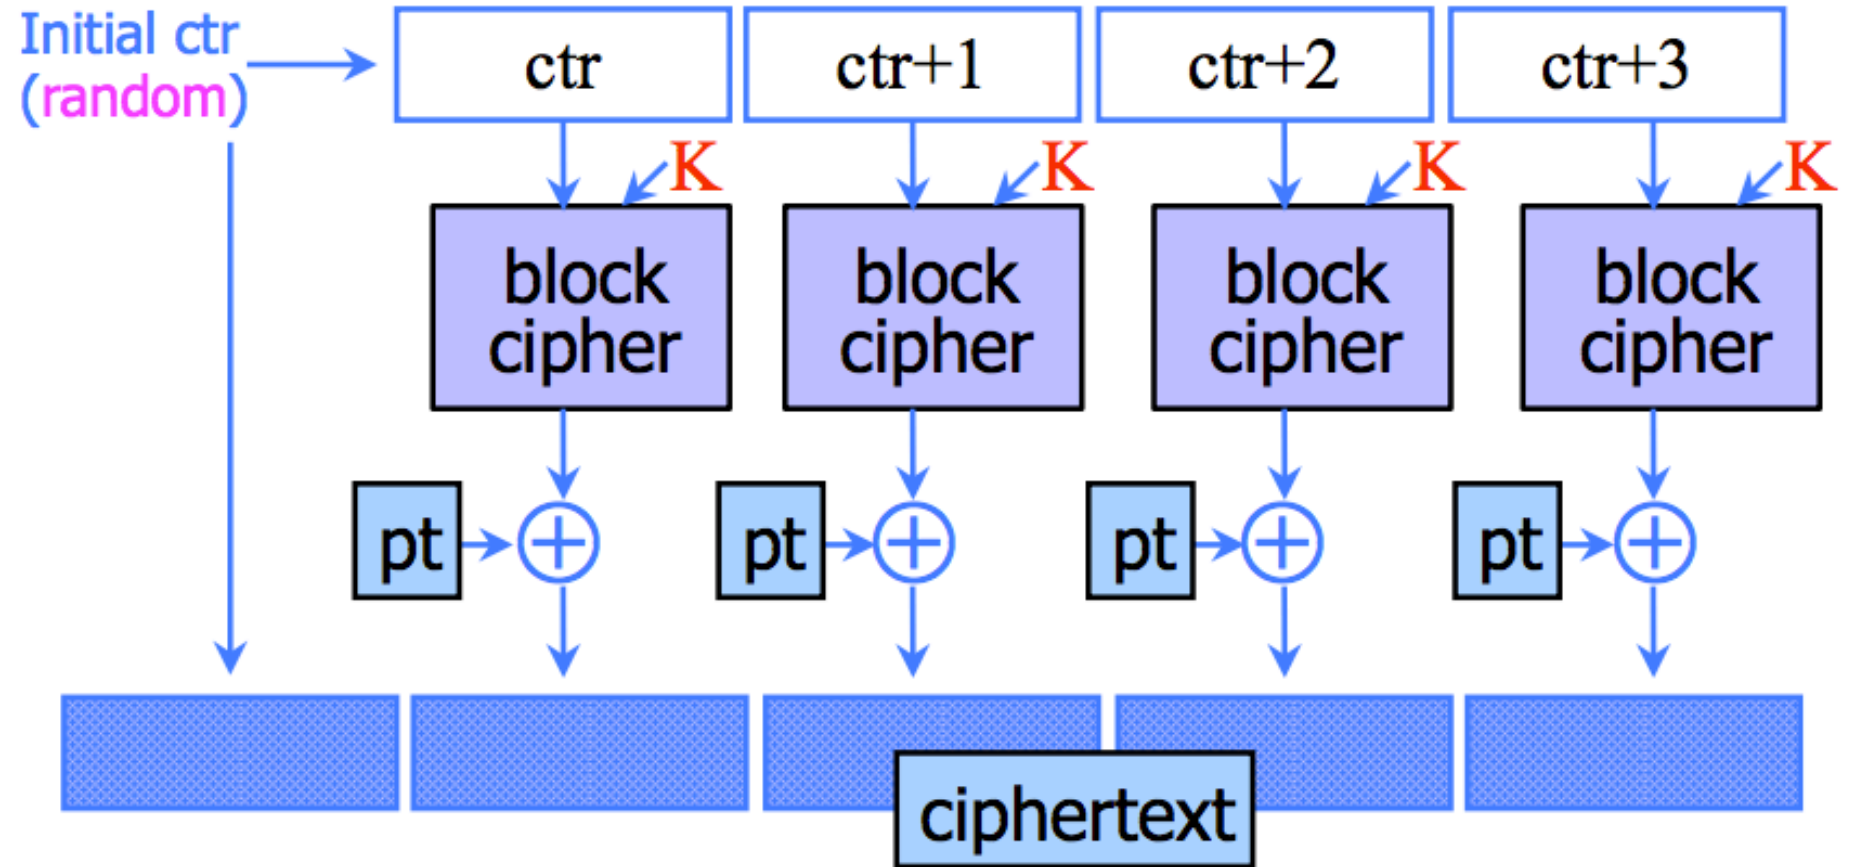 Initial ctr
(random)
ctr
ctr+1
ctr+2
ctr+3
K
K
K
K
block
cipher
block
cipher
block
cipher
block
cipher
pt
pt
pt
pt
ciphertext